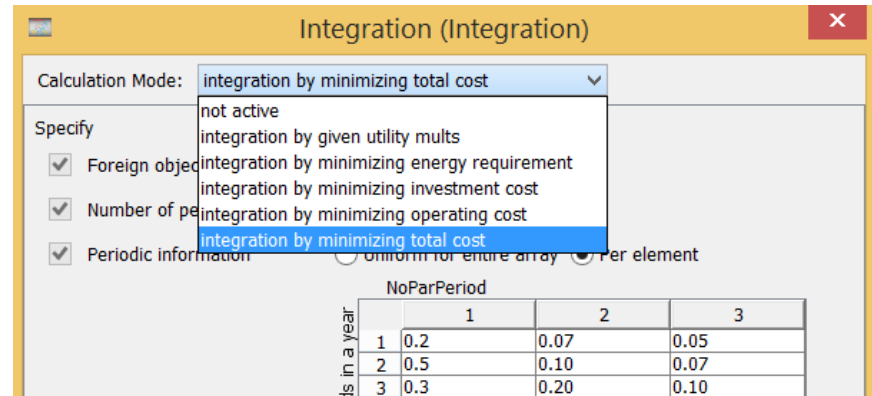 Integration (Integration)
x
Calculation Mode: integration by minimizing total cost
not active
Specify
integration by given utility mults
Foreign objec
integration by minimizing energy requirement
integration by minimizing investment cost
Number of pe
integration by minimizing operating cost
integration by minimizing total cost
Periodic information Uniform for entire array Per element
NoParPeriod
1 2 3
1 0.2 0.07 0.05
2 0.5 0.10 0.07
3 0.3 0.20 0.10
ds in a year